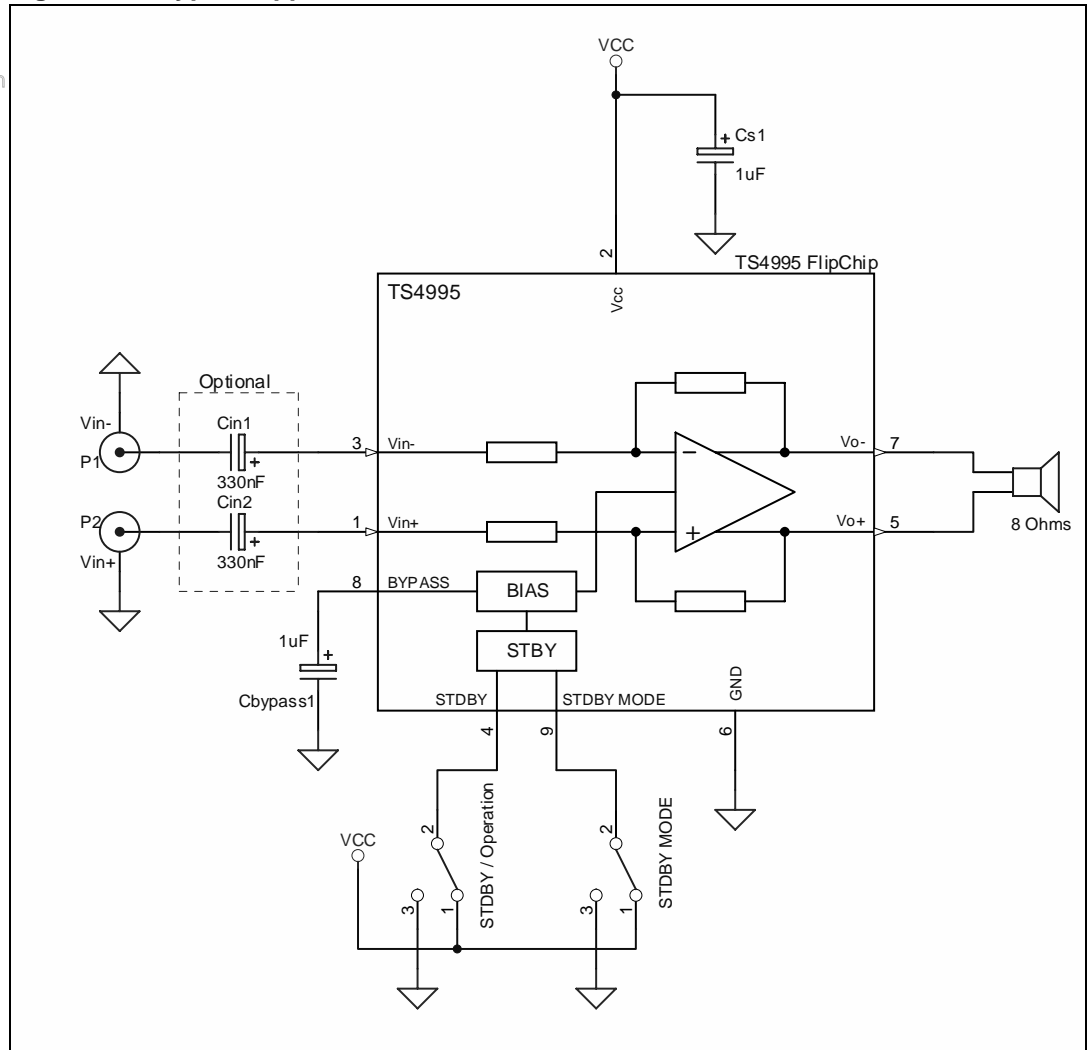 VCC
+ Cs1
1uF
2
TS4995 FlipChip
TS4995
Vcc
Optional
Vin-
Cin1
P1
+
330nF
3
Vin-
Vo-
7
Cin2
P2
Vin+
+
330nF
1
Vin+
−
+
Vo+
5
8 Ohms
8
BYPASS
BIAS
1uF
+
STBY
Cbypass1
STDBY
STDBY MODE
GND
4
9
6
VCC
2
STDBY / Operation
2
STDBY MODE
3
1
3
1